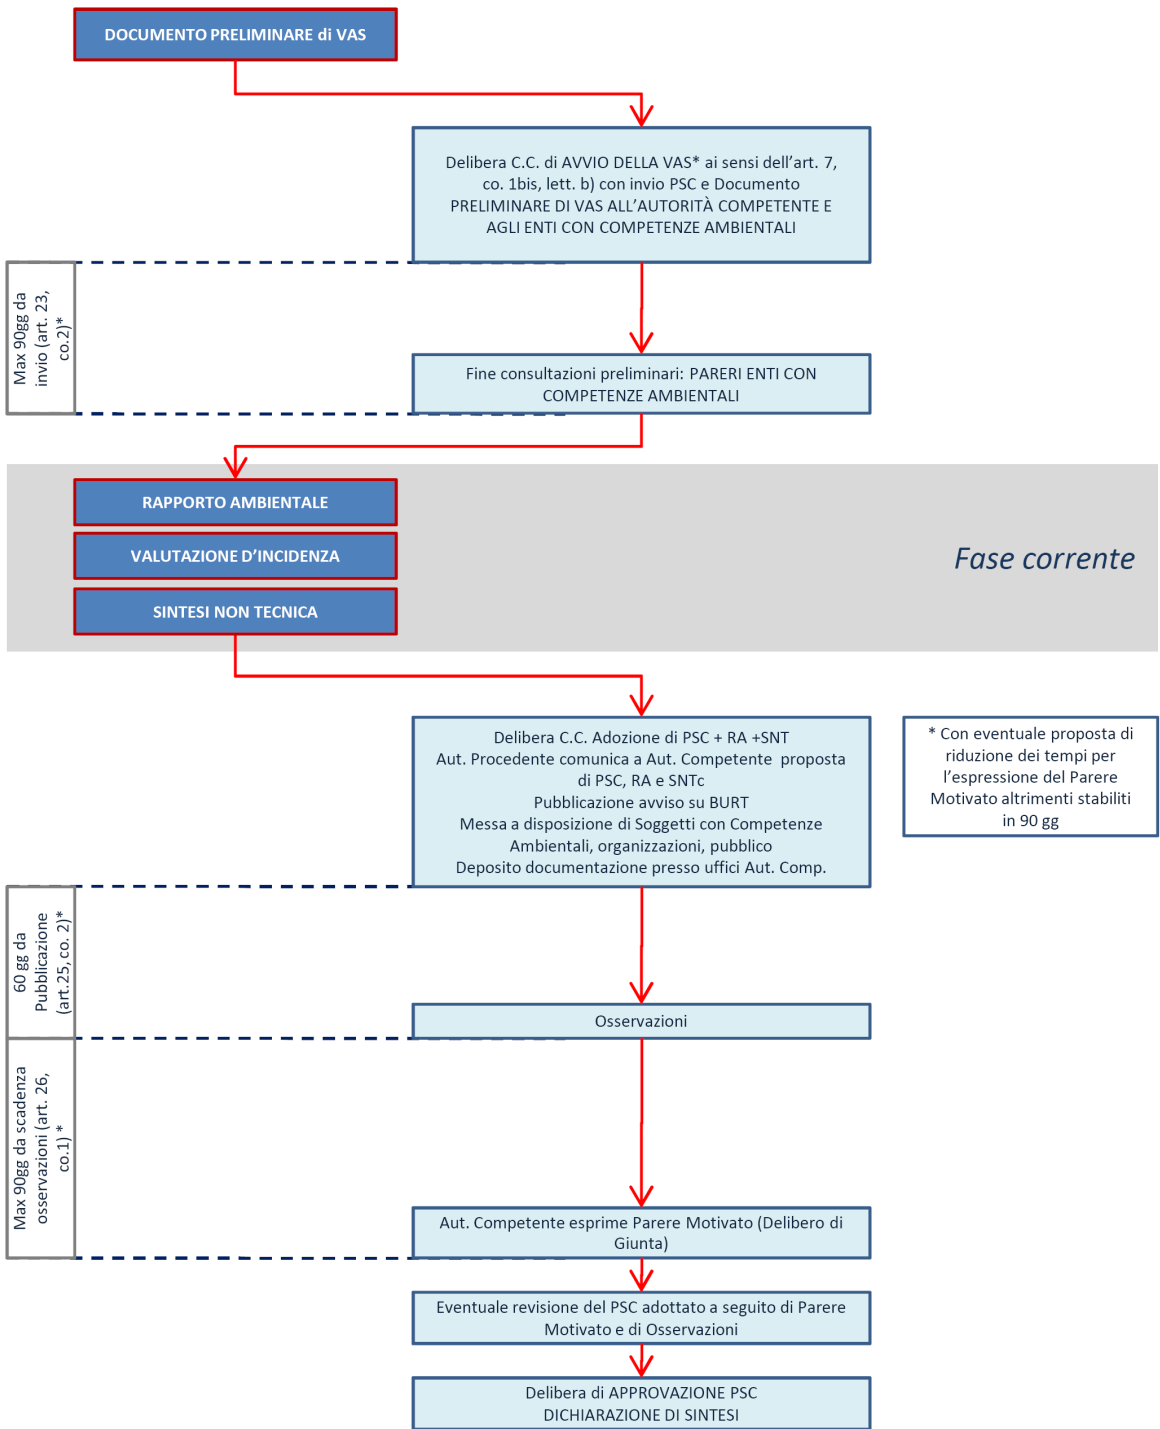 DOCUMENTO PRELIMINARE di VAS
Delibera C.C. di AVVIO DELLA VAS* ai sensi dell’art. 7,
co. 1bis, lett. b) con invio PSC e Documento
PRELIMINARE DI VAS ALL’AUTORITÀ COMPETENTE E
AGLI ENTI CON COMPETENZE AMBIENTALI
Max 90gg da
invio (art. 23,
co.2)*
Fine consultazioni preliminari: PARERI ENTI CON
COMPETENZE AMBIENTALI
RAPPORTO AMBIENTALE
VALUTAZIONE D’INCIDENZA
SINTESI NON TECNICA
Fase corrente
Delibera C.C. Adozione di PSC + RA +SNT
Aut. Procedente comunica a Aut. Competente proposta
di PSC, RA e SNTc
Pubblicazione avviso su BURT
Messa a disposizione di Soggetti con Competenze
Ambientali, organizzazioni, pubblico
Deposito documentazione presso uffici Aut. Comp.
* Con eventuale proposta di
riduzione dei tempi per
l’espressione del Parere
Motivato altrimenti stabiliti
in 90 gg
60 gg da
Pubblicazione
(art.25, co. 2)*
Osservazioni
Max 90gg da scadenza
osservazioni (art. 26,
co.1) *
Aut. Competente esprime Parere Motivato (Delibero di
Giunta)
Eventuale revisione del PSC adottato a seguito di Parere
Motivato e di Osservazioni
Delibera di APPROVAZIONE PSC
DICHIARAZIONE DI SINTESI